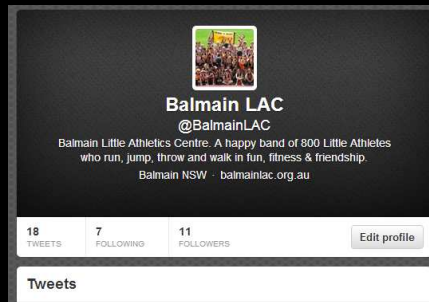 Balmain LAC
@BalmainLAC
Balmain Little Athletics Centre. A happy band of 800 Little Athletes
who run, jump, throw and walk in fun, fitness & friendship.
Balmain NSW · balmainlac.org.au
18 7 11
TWEETS FOLLOWING FOLLOWERS
Edit profile
Tweets